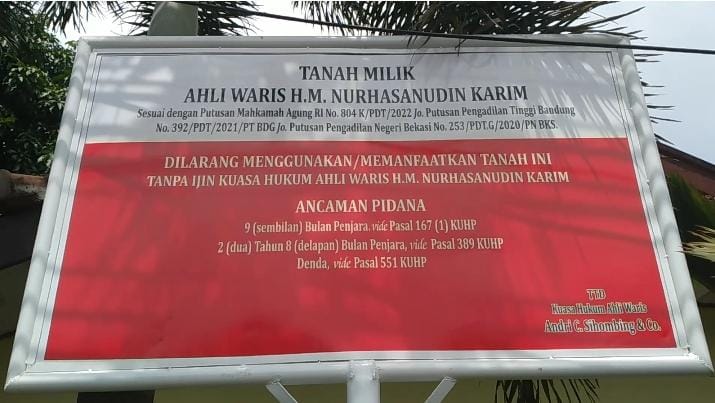 TANAH MILIK
AHLI WARIS H.M. NURHASANUDIN KARIM
Sesuai dengan Putusan Mahkamah Agung RI No. 804 K/PDT/2022 Jo. Putusan Pengadilan Tinggi Bandung
No. 392/PDT/2021/PT BDG Jo. Putusan Pengadilan Negeri Bekasi No. 253/PDT.G/2020/PN BKS.
DILARANG MENGGUNAKAN/MEMANFAATKAN TANAH INI
TANPA IJIN KUASA HUKUM AHLI WARIS H.M. NURHASANUDIN KARIM
ANCAMAN PIDANA
9 (sembilan) Bulan Penjara, vide Pasal 167 (1) KUHP
2 (dua) Tahun 8 (delapan) Bulan Penjara, vide Pasal 389 KUHP
Denda, vide Pasal 551 KUHP
TTD
Kuasa Hukum Ahli Waris
Andri C. Sihombing & Co.